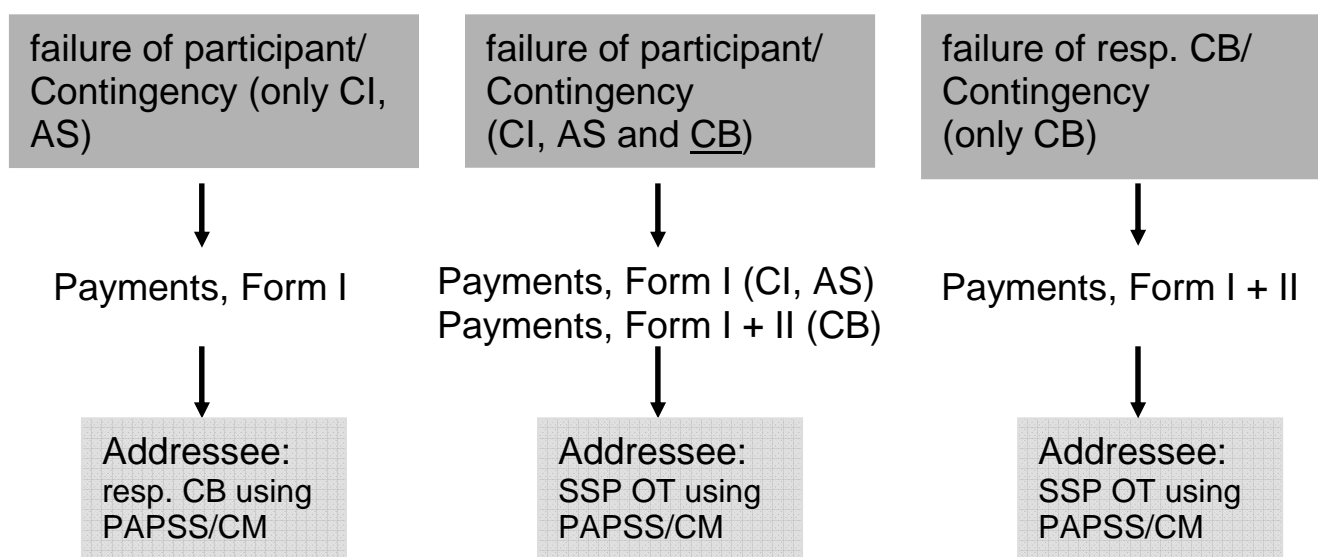 failure of participant/
Contingency (only CI,
AS)
failure of participant/
Contingency
(CI, AS and CB)
failure of resp. CB/
Contingency
(only CB)
Payments, Form I
Payments, Form I (CI, AS)
Payments, Form I + II (CB)
Payments, Form I + II
Addressee:
resp. CB using
PAPSS/CM
Addressee:
SSP OT using
PAPSS/CM
Addressee:
SSP OT using
PAPSS/CM